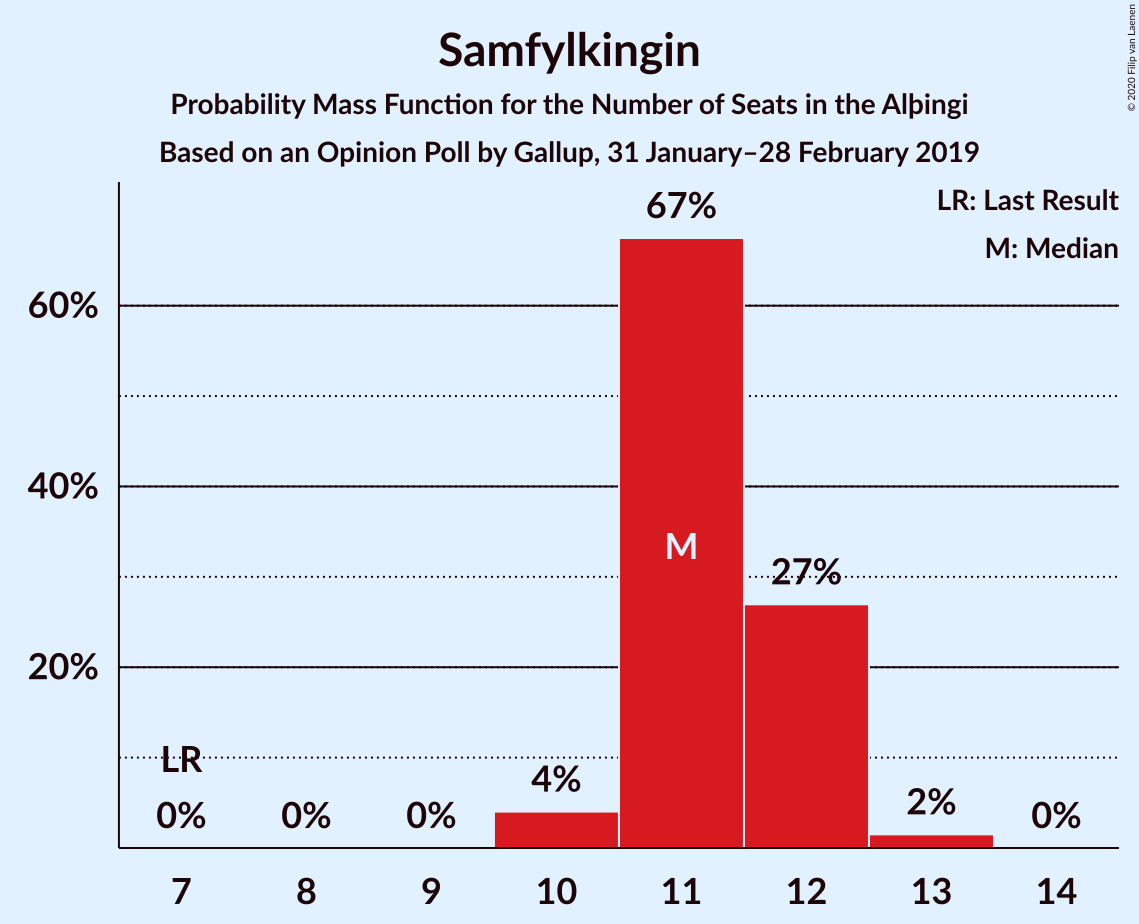 Samfylkingin
Probability Mass Function for the Number of Seats in the Alþingi
Based on an Opinion Poll by Gallup, 31 January–28 February 2019
© 2020 Filip van Laenen
LR: Last Result
M: Median
67%
60%
40%
M
27%
20%
LR
4%
2%
0%
0%
0%
0%
7 8 9 10 11 12 13 14